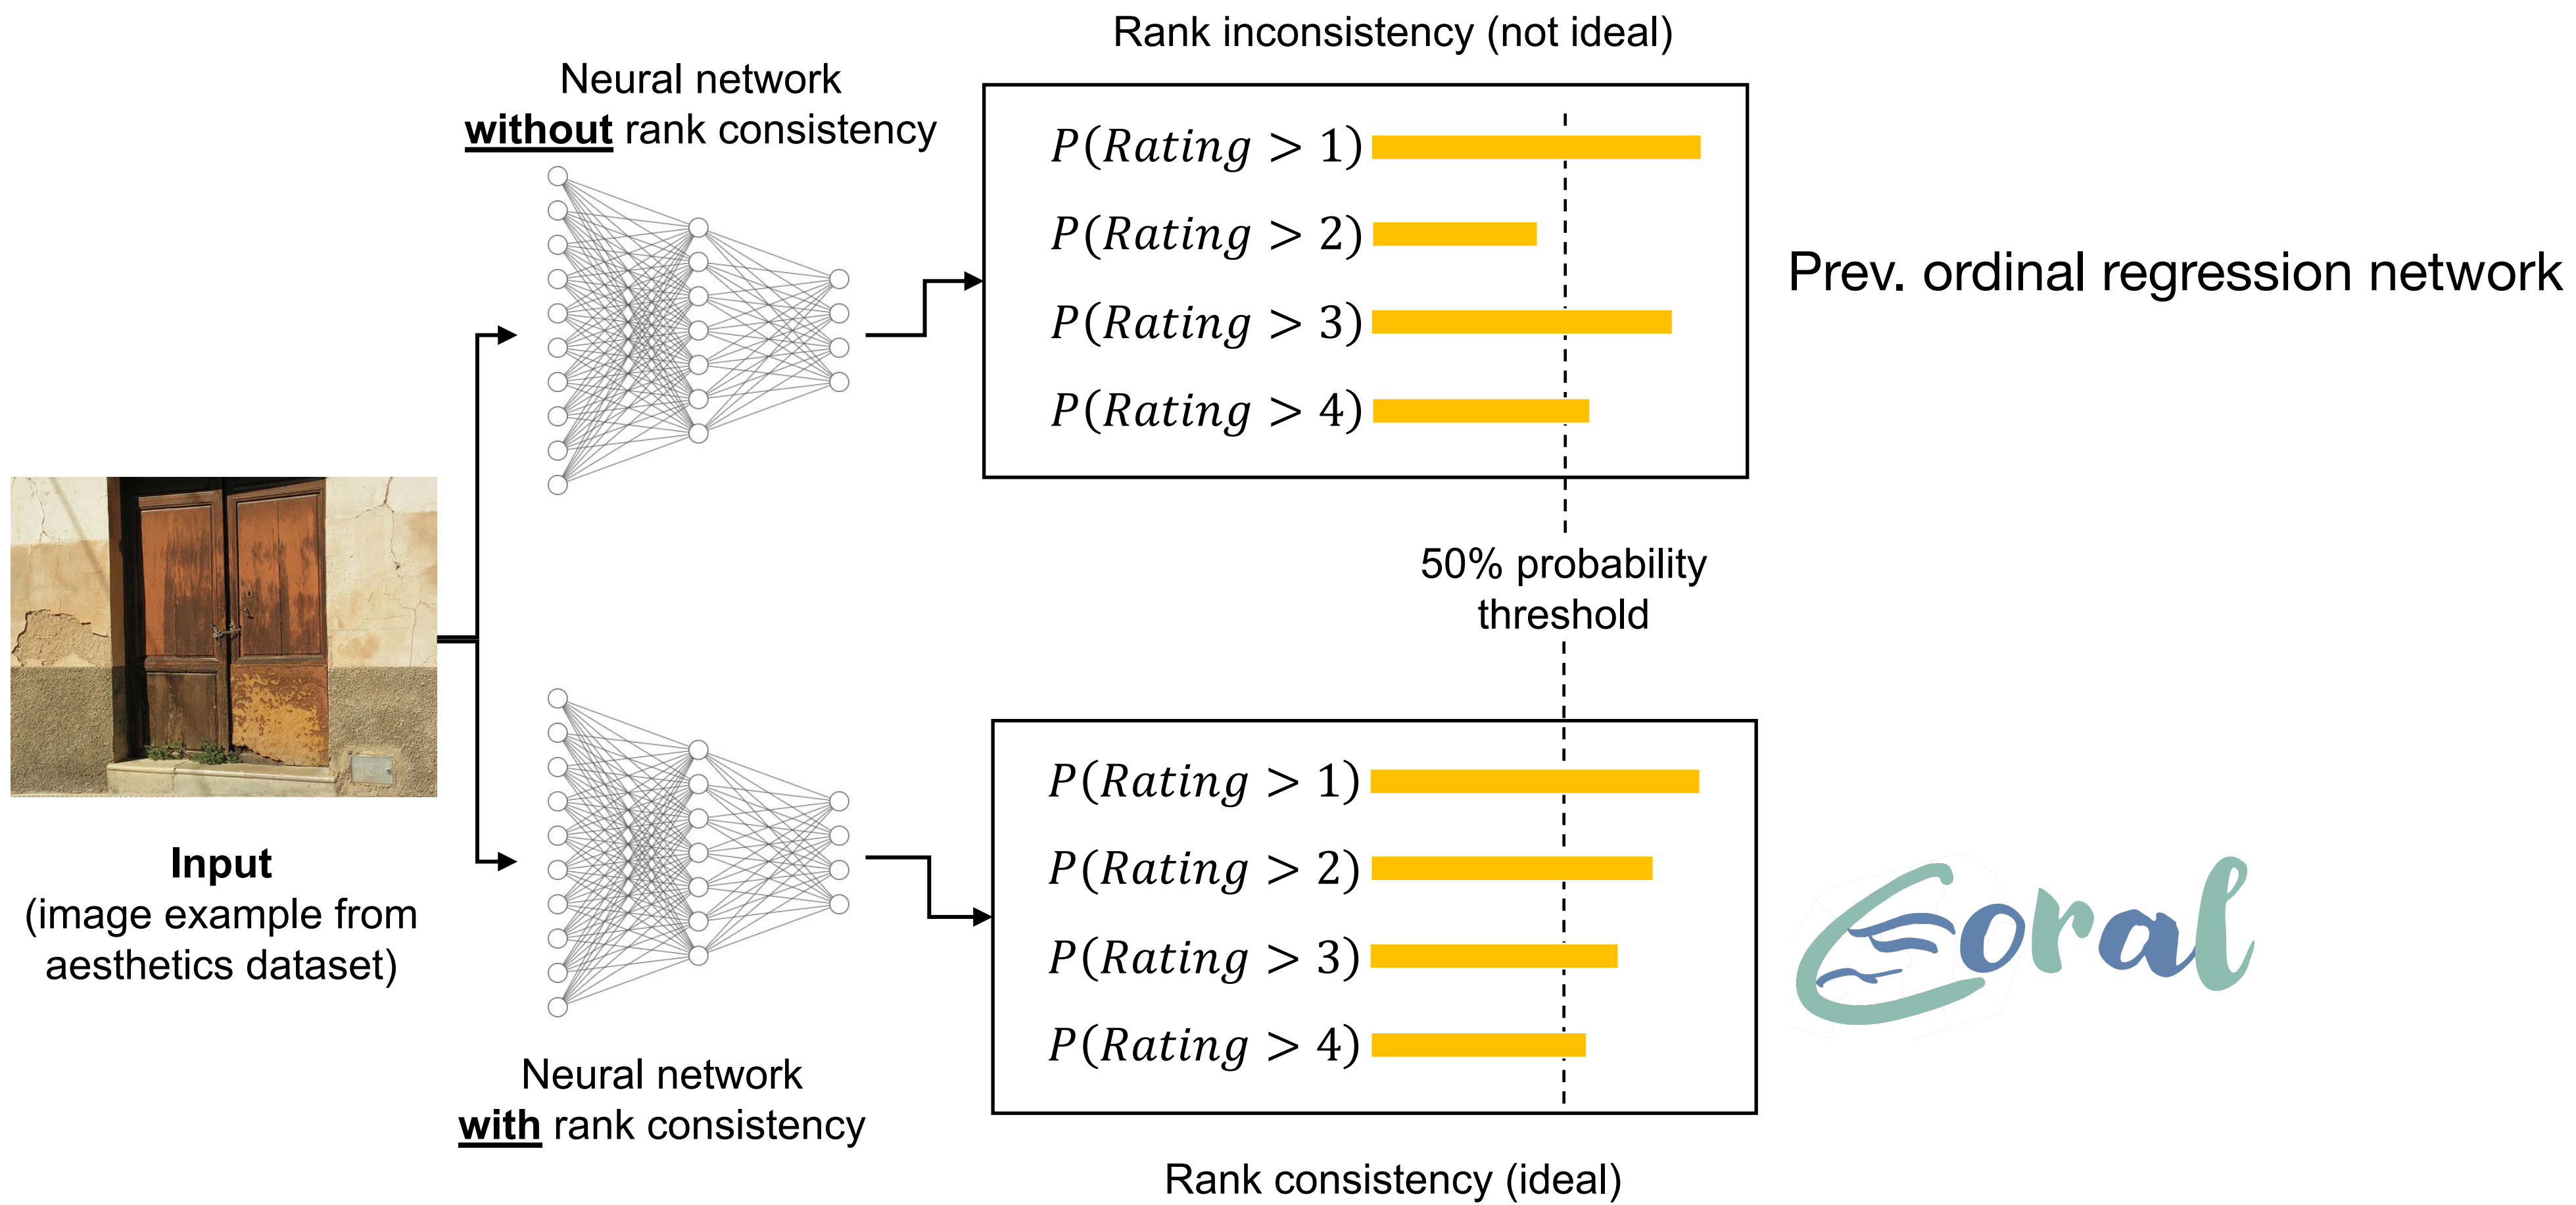 Rank inconsistency (not ideal)
Neural network
without rank consistency
P(Rating > 1)
P(Rating > 2)
P(Rating > 3)
P(Rating > 4)
Prev. ordinal regression network
50% probability
threshold
Input
(image example from
aesthetics dataset)
P(Rating > 1)
P(Rating > 2)
P(Rating > 3)
P(Rating > 4)
Coral
Neural network
with rank consistency
Rank consistency (ideal)